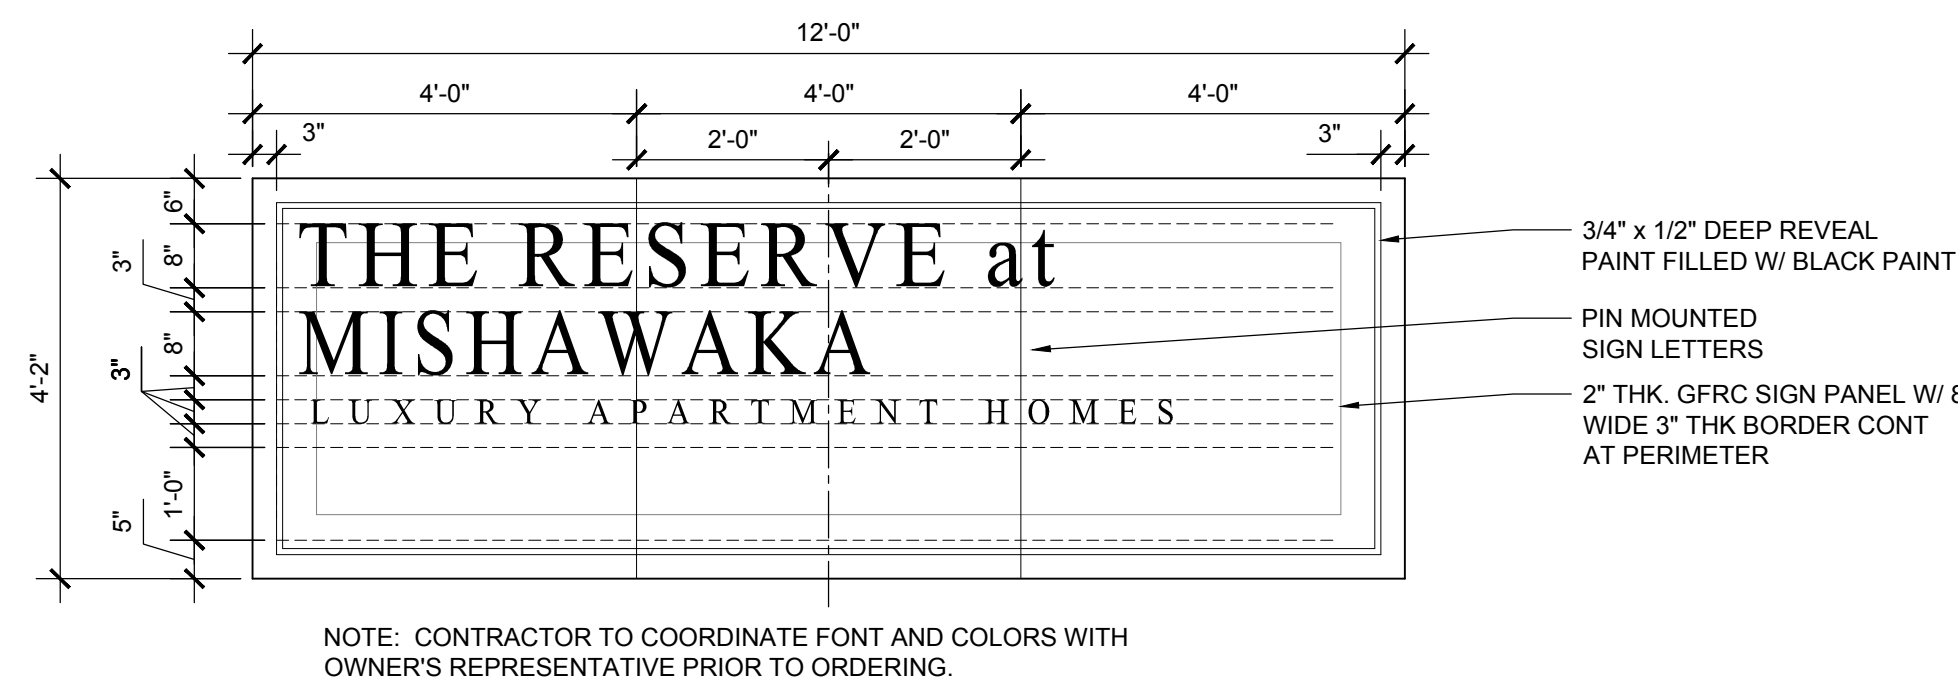 12'-0"
4'-0"
4'-0"
4'-0"
3"
2'-0"
2'-0"
3"
6"
8"
3"
8"
3"
1'-0"
5"
4'-2"
THE RESERVE at
MISHAWAKA
LUXURY APARTMENT HOMES
3/4" x 1/2" DEEP REVEAL
PAINT FILLED W/ BLACK PAINT
PIN MOUNTED
SIGN LETTERS
2" THK. GFRC SIGN PANEL W/
WIDE 3" THK BORDER CONT
AT PERIMETER
NOTE: CONTRACTOR TO COORDINATE FONT AND COLORS WITH
OWNER'S REPRESENTATIVE PRIOR TO ORDERING.